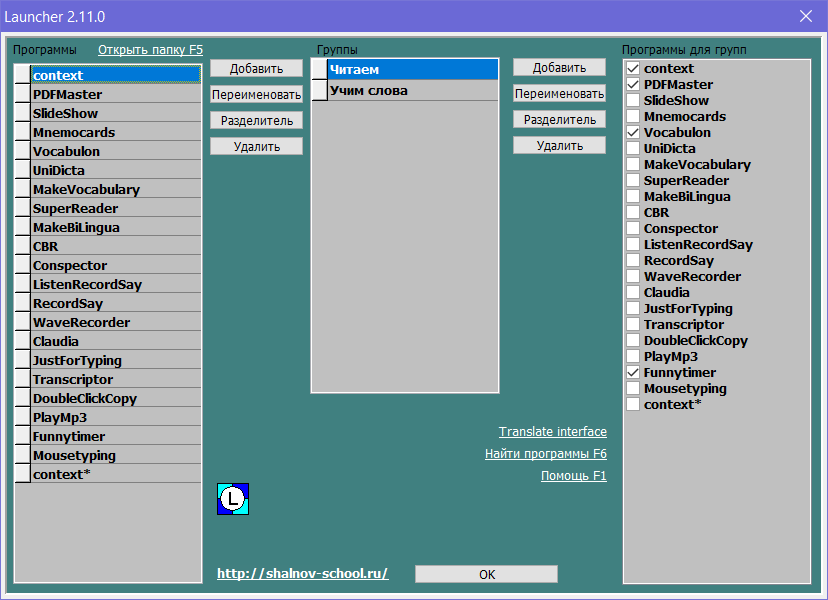 Launcher 2.11.0
Программы
Открыть папку F5
context
PDFMaster
SlideShow
Mnemocards
Vocabulon
UniDicta
MakeVocabulary
SuperReader
MakeBiLingua
CBR
Conspector
ListenRecordSay
RecordSay
WaveRecorder
Claudia
JustForTyping
Transcriptor
DoubleClickCopy
PlayMp3
Funnytimer
Mousetyping
context*
Добавить
Переименовать
Разделитель
Удалить
Группы
Читаем
Учим слова
Добавить
Переименовать
Разделитель
Удалить
Translate interface
Найти программы F6
Помощь F1
L
http://shalnov-school.ru/
OK
Программы для групп
context
PDFMaster
SlideShow
Mnemocards
Vocabulon
UniDicta
MakeVocabulary
SuperReader
MakeBiLingua
CBR
Conspector
ListenRecordSay
RecordSay
WaveRecorder
Claudia
JustForTyping
Transcriptor
DoubleClickCopy
PlayMp3
Funnytimer
Mousetyping
context*